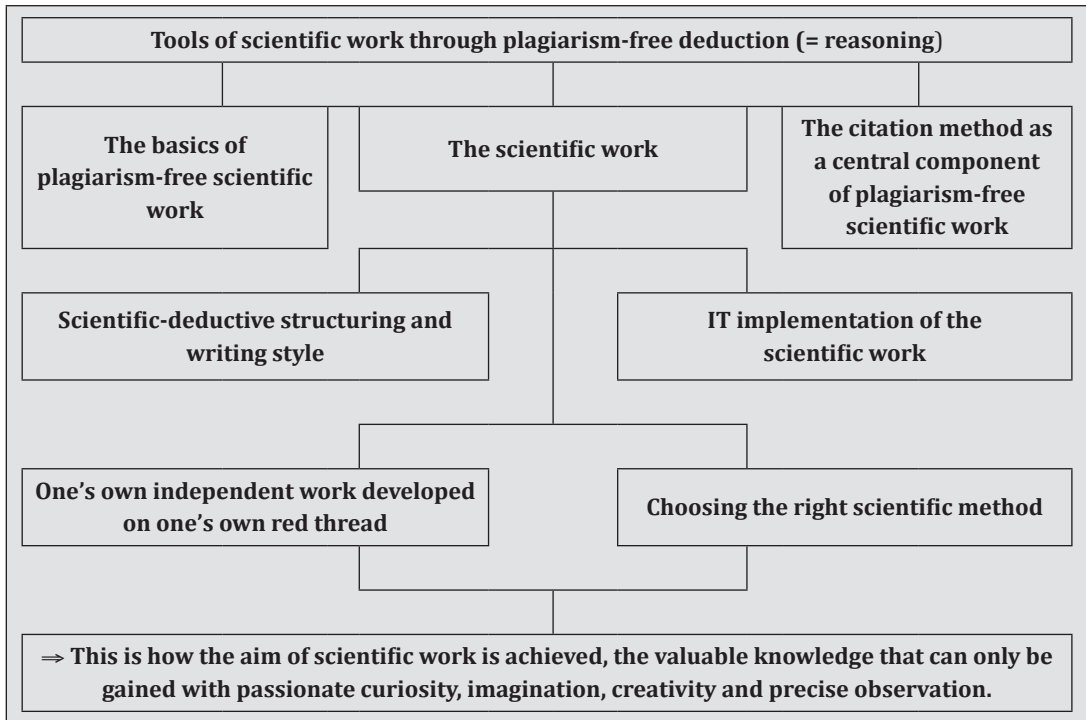 Tools of scientific work through plagiarism-free deduction (= reasoning)
The basics of
plagiarism-free scientific
work
The scientific work
The citation method as
a central component
of plagiarism-free
scientific work
Scientific-deductive structuring and
writing style
IT implementation of the
scientific work
One’s own independent work developed
on one’s own red thread
Choosing the right scientific method
⇒ This is how the aim of scientific work is achieved, the valuable knowledge that can only be
gained with passionate curiosity, imagination, creativity and precise observation.